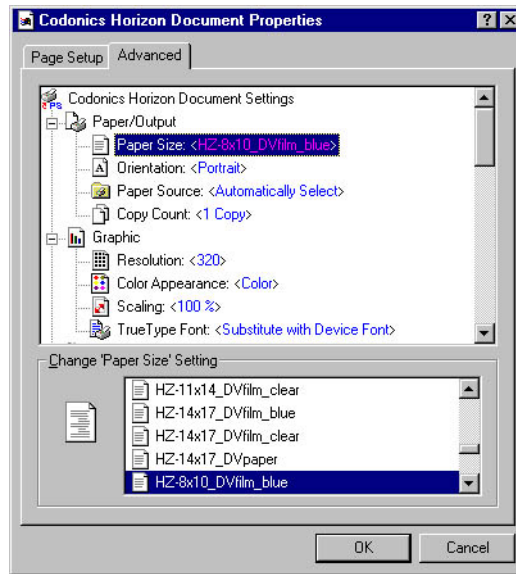 Codonics Horizon Document Properties
Page Setup
Advanced
Codonics Horizon Document Settings
Paper/Output
Paper Size: <HZ-8x10_DVfilm_blue>
Orientation: <Portrait>
Paper Source: <Automatically Select>
Copy Count: <1 Copy>
Graphic
Resolution: <320>
Color Appearance: <Color>
Scaling: <100 %>
TrueType Font: <Substitute with Device Font>
Change 'Paper Size' Setting
HZ-11x14_DVfilm_clear
HZ-14x17_DVfilm_blue
HZ-14x17_DVfilm_clear
HZ-14x17_DVpaper
HZ-8x10_DVfilm_blue
OK
Cancel